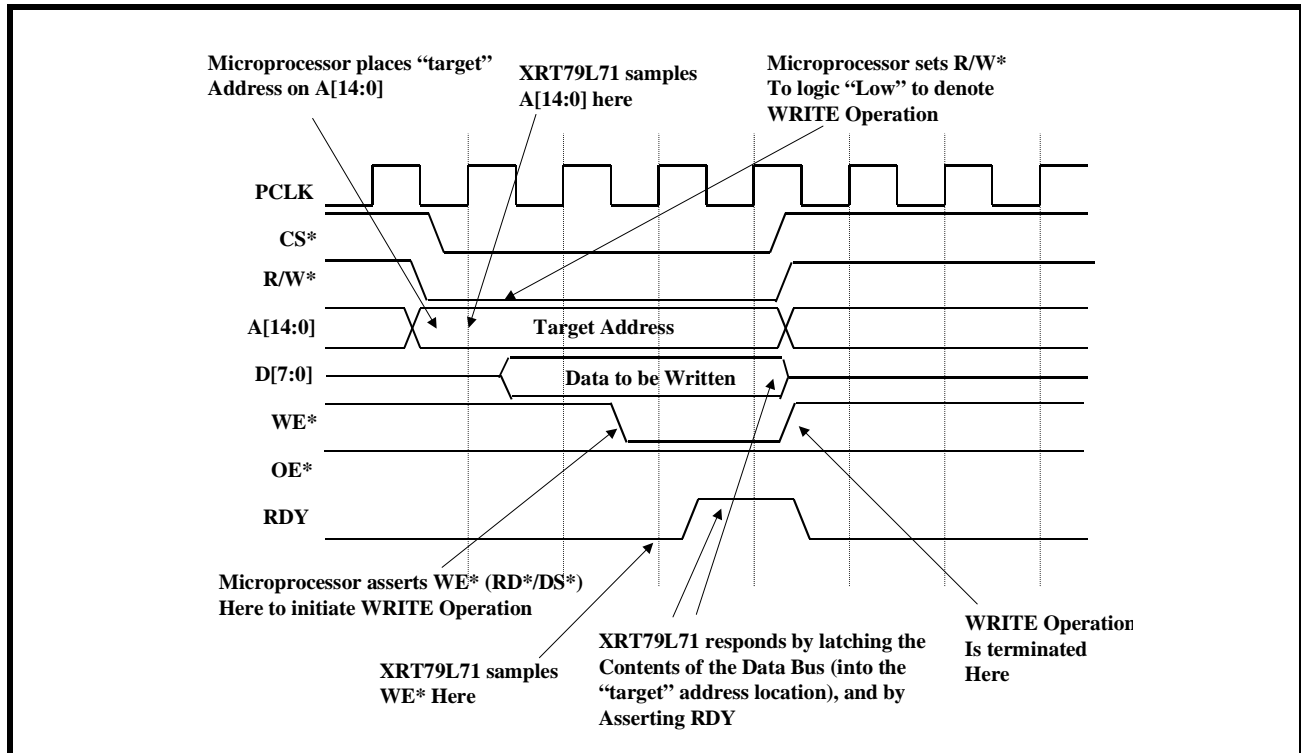 Microprocessor places “target”
Address on A[14:0]
XRT79L71 samples
A[14:0] here
Microprocessor sets R/W*
To logic “Low” to denote
WRITE Operation
PCLK
CS*
R/W*
A[14:0]
Target Address
D[7:0]
Data to be Written
WE*
OE*
RDY
Microprocessor asserts WE* (RD*/DS*)
Here to initiate WRITE Operation
XRT79L71 samples
WE* Here
XRT79L71 responds by latching the
Contents of the Data Bus (into the
“target” address location), and by
Asserting RDY
WRITE Operation
Is terminated
Here